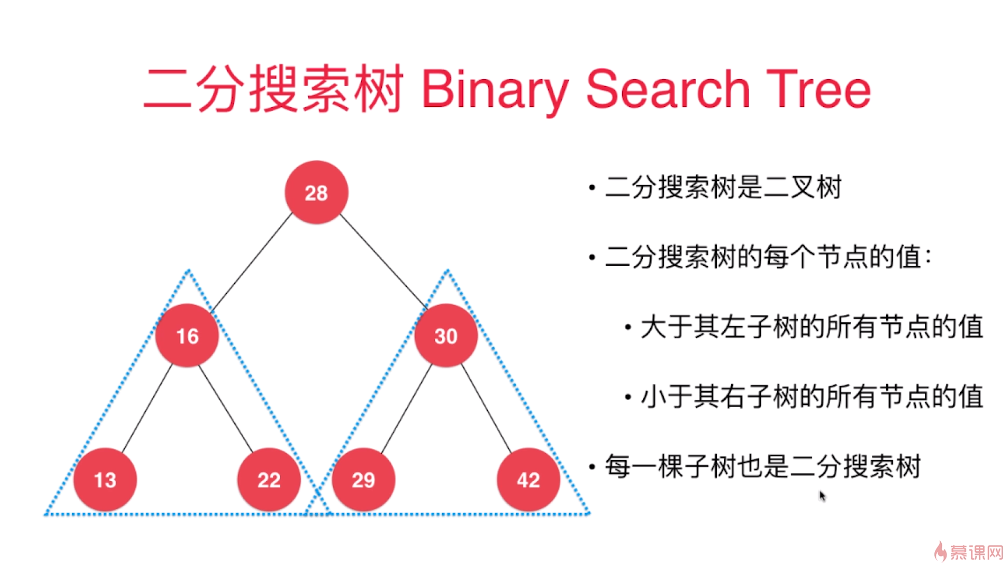 二分搜索树 Binary Search Tree
28
16
30
13
22
29
42
• 二分搜索树是二叉树
• 二分搜索树的每个节点的值：
• 大于其左子树的所有节点的值
• 小于其右子树的所有节点的值
• 每一棵子树也是二分搜索树
慕课网